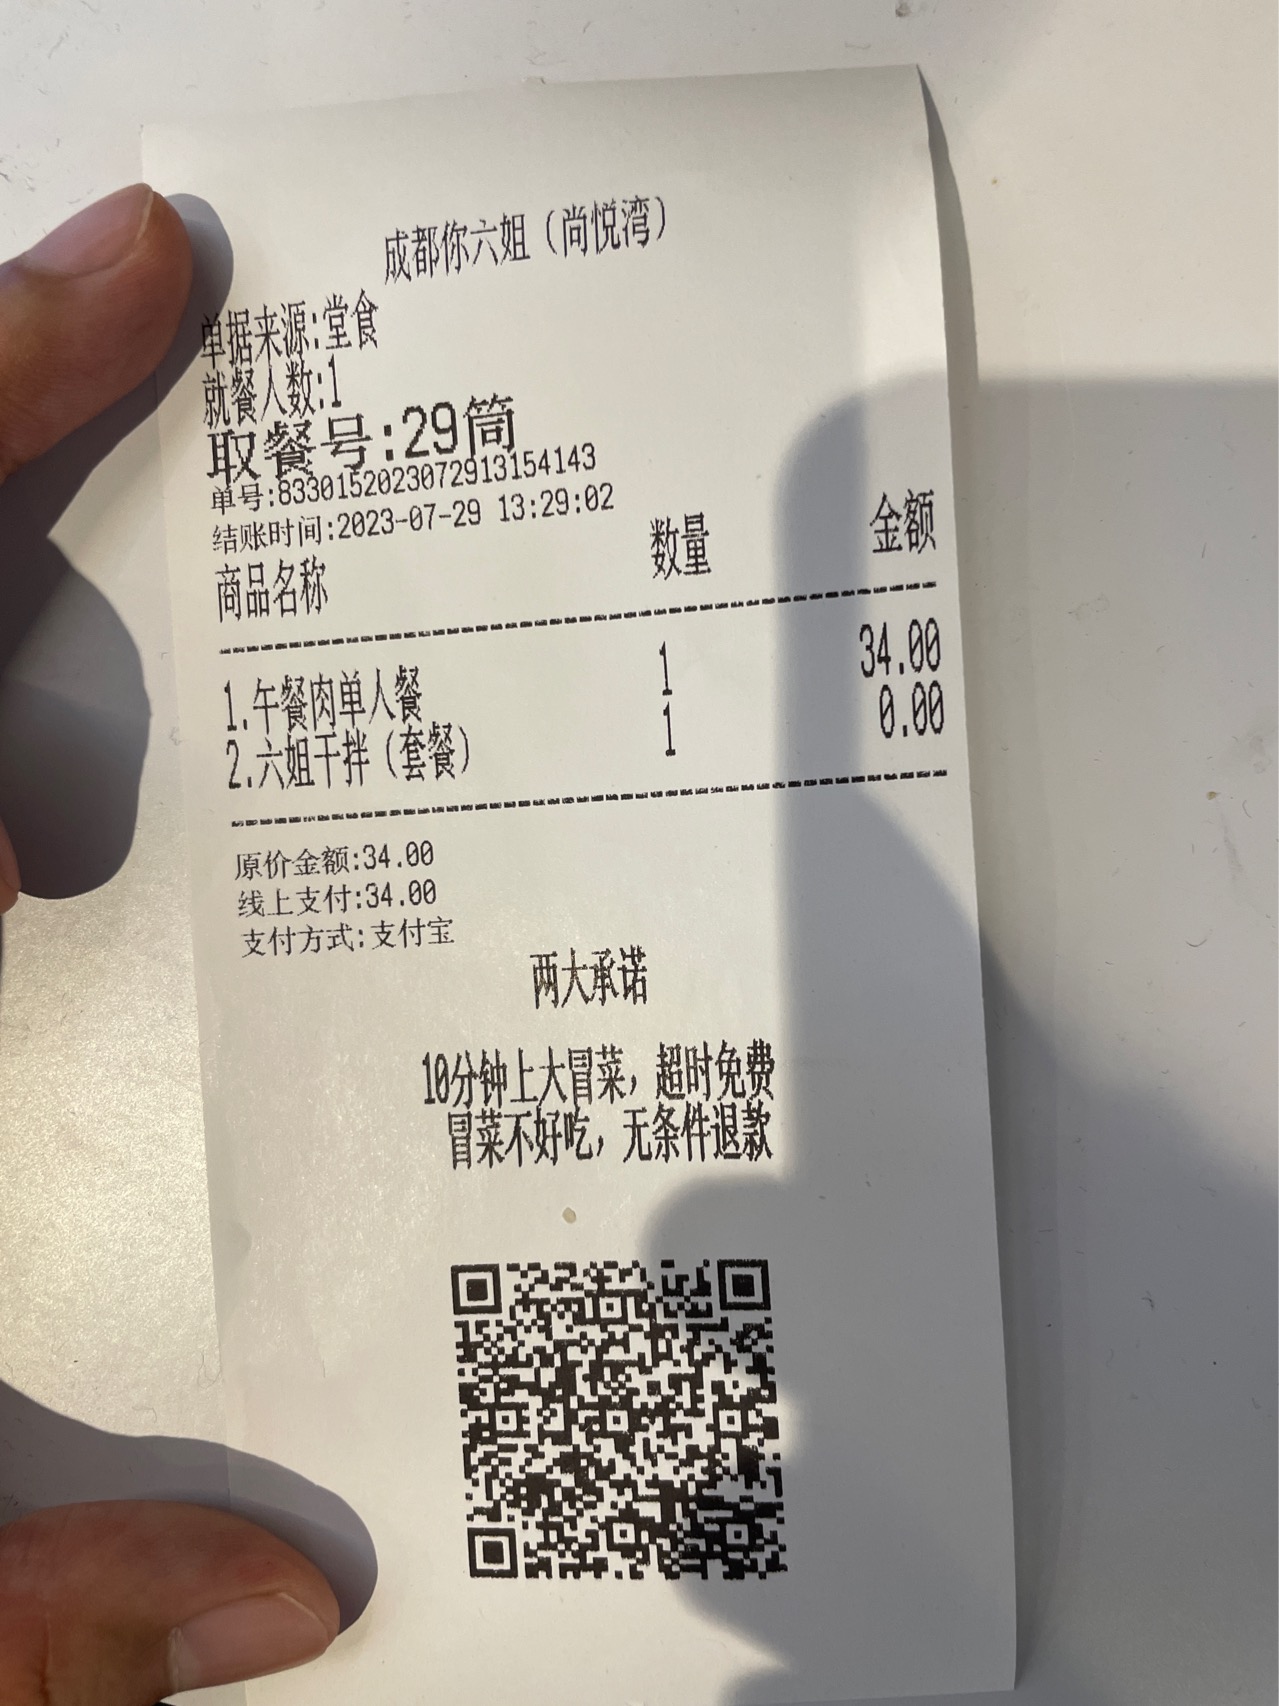 成都你六姐（尚悦湾）
单据来源:堂食
就餐人数:1
取餐号:29筒
单号:8330152023072913154143
结账时间:2023-07-29 13:29:02
商品名称 数量 金额
1.午餐肉单人餐 1 34.00
2.六姐干拌（套餐） 1 0.00
原价金额:34.00
线上支付:34.00
支付方式:支付宝
两大承诺
10分钟上大冒菜，超时免费
冒菜不好吃，无条件退款